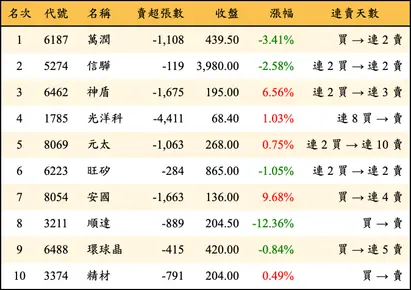 名次 代號 名稱 賣超張數 收盤 漲幅 連賣天數
1 6187 萬潤 -1,108 439.50 -3.41% 買→連 2 賣
2 5274 信驊 -119 3,980.00 -2.58% 連 2 買→連 2 賣
3 6462 神盾 -1,675 195.00 6.56% 連 2 買→連 3 賣
4 1785 光洋科 -4,411 68.40 1.03% 連 8 買→賣
5 8069 元太 -1,063 268.00 0.75% 連 2 買→連 10 賣
6 6223 旺矽 -284 865.00 -1.05% 連 2 買→連 2 賣
7 8054 安國 -1,663 136.00 9.68% 買→連 4 賣
8 3211 順達 -889 204.50 -12.36% 買→賣
9 6488 環球晶 -415 420.00 -0.84% 買→連 5 賣
10 3374 精材 -791 204.00 0.49% 買→賣